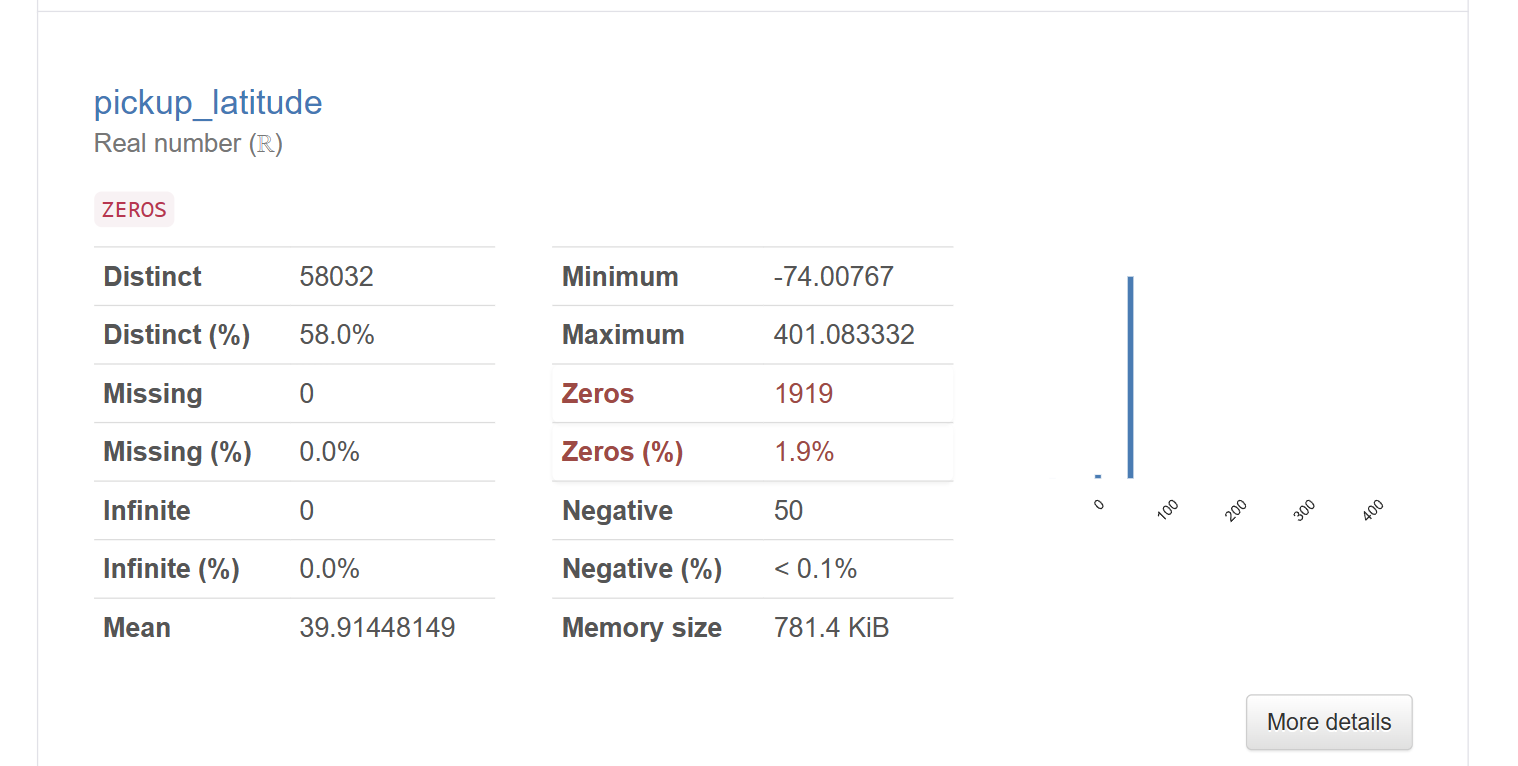 pickup_latitude
Real number (ℝ)
ZEROS
Distinct 58032
Distinct (%) 58.0%
Missing 0
Missing (%) 0.0%
Infinite 0
Infinite (%) 0.0%
Mean 39.91448149
Minimum -74.00767
Maximum 401.083332
Zeros 1919
Zeros (%) 1.9%
Negative 50
Negative (%) < 0.1%
Memory size 781.4 KiB
0 100 200 300 400
More details